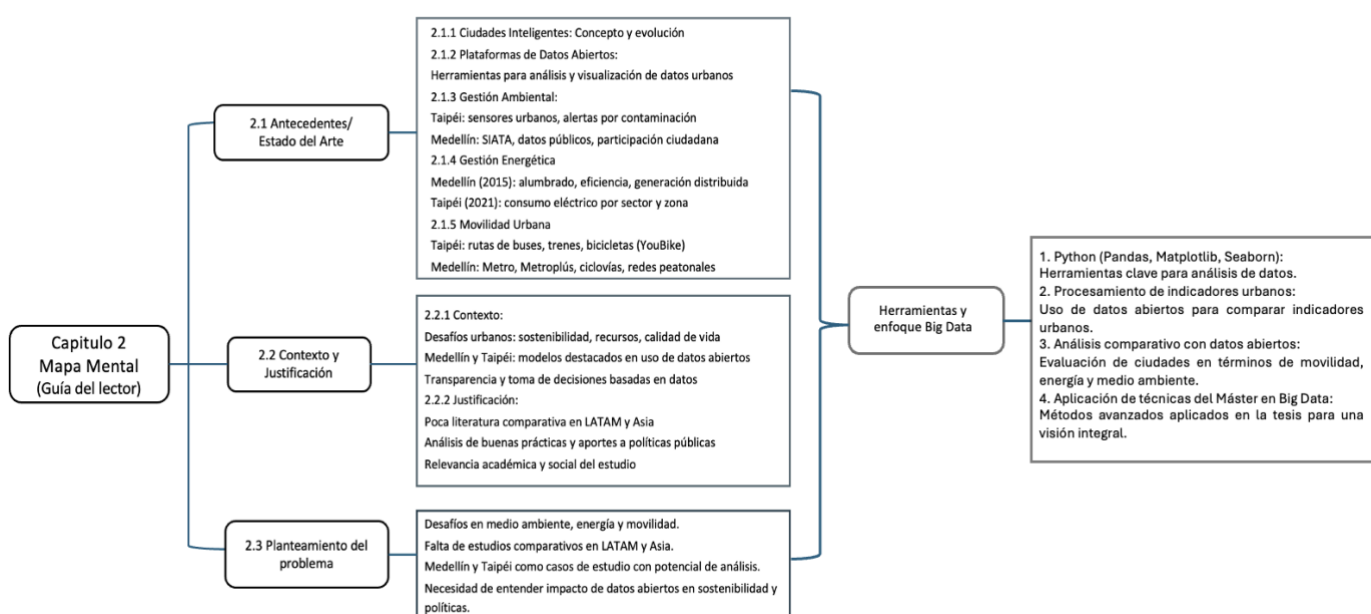 Capitulo 2
Mapa Mental
(Guía del lector)
2.1 Antecedentes/
Estado del Arte
2.1.1 Ciudades Inteligentes: Concepto y evolución
2.1.2 Plataformas de Datos Abiertos:
Herramientas para análisis y visualización de datos urbanos
2.1.3 Gestión Ambiental:
Taipéi: sensores urbanos, alertas por contaminación
Medellín: SIATA, datos públicos, participación ciudadana
2.1.4 Gestión Energética
Medellín (2015): alumbrado, eficiencia, generación distribuida
Taipéi (2021): consumo eléctrico por sector y zona
2.1.5 Movilidad Urbana
Taipéi: rutas de buses, trenes, bicicletas (YouBike)
Medellín: Metro, Metroplús, ciclovías, redes peatonales
2.2 Contexto y
Justificación
2.2.1 Contexto:
Desafíos urbanos: sostenibilidad, recursos, calidad de vida
Medellín y Taipéi: modelos destacados en uso de datos abiertos
Transparencia y toma de decisiones basadas en datos
2.2.2 Justificación:
Poca literatura comparativa en LATAM y Asia
Análisis de buenas prácticas y aportes a políticas públicas
Relevancia académica y social del estudio
2.3 Planteamiento del
problema
Desafíos en medio ambiente, energía y movilidad.
Falta de estudios comparativos en LATAM y Asia.
Medellín y Taipéi como casos de estudio con potencial de análisis.
Necesidad de entender impacto de datos abiertos en sostenibilidad y
políticas.
Herramientas y
enfoque Big Data
1. Python (Pandas, Matplotlib, Seaborn):
Herramientas clave para análisis de datos.
2. Procesamiento de indicadores urbanos:
Uso de datos abiertos para comparar indicadores
urbanos.
3. Análisis comparativo con datos abiertos:
Evaluación de ciudades en términos de movilidad,
energía y medio ambiente.
4. Aplicación de técnicas del Máster en Big Data:
Métodos avanzados aplicados en la tesis para una
visión integral.